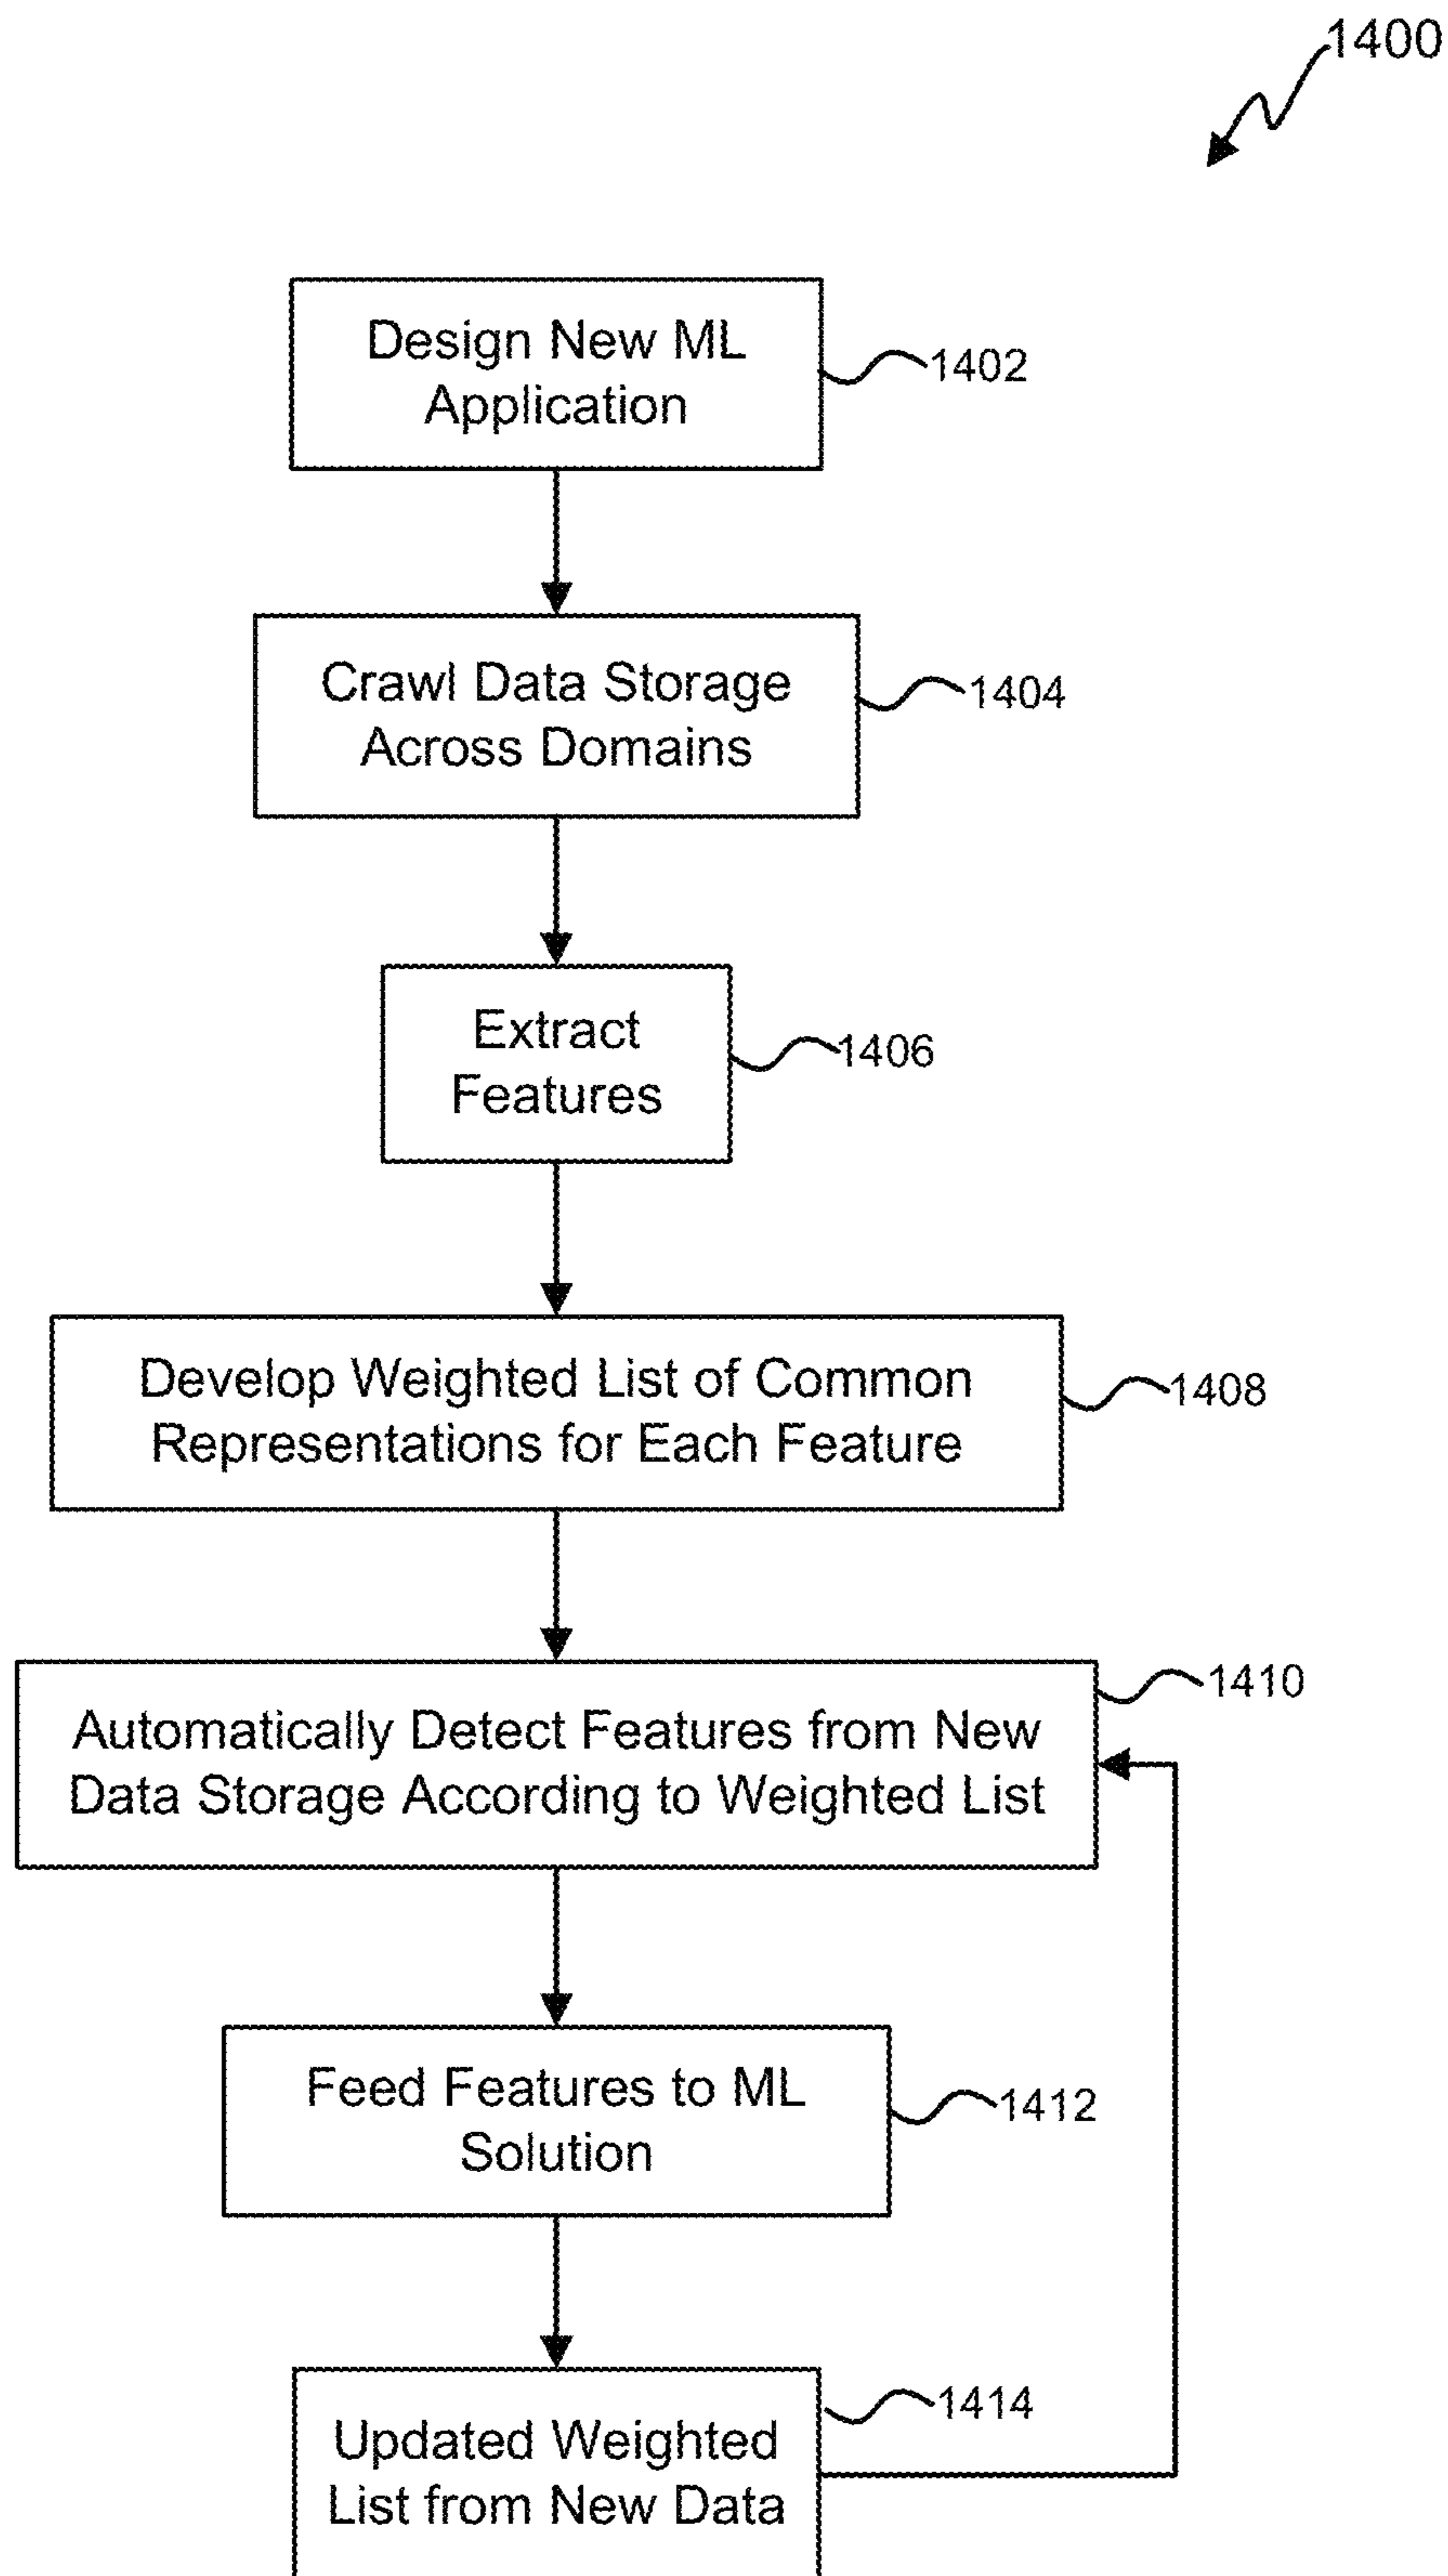 1400
Design New ML
Application
1402
Crawl Data Storage
Across Domains
1404
Extract
Features
1406
Develop Weighted List of Common
Representations for Each Feature
1408
Automatically Detect Features from New
Data Storage According to Weighted List
1410
Feed Features to ML
Solution
1412
Updated Weighted
List from New Data
1414